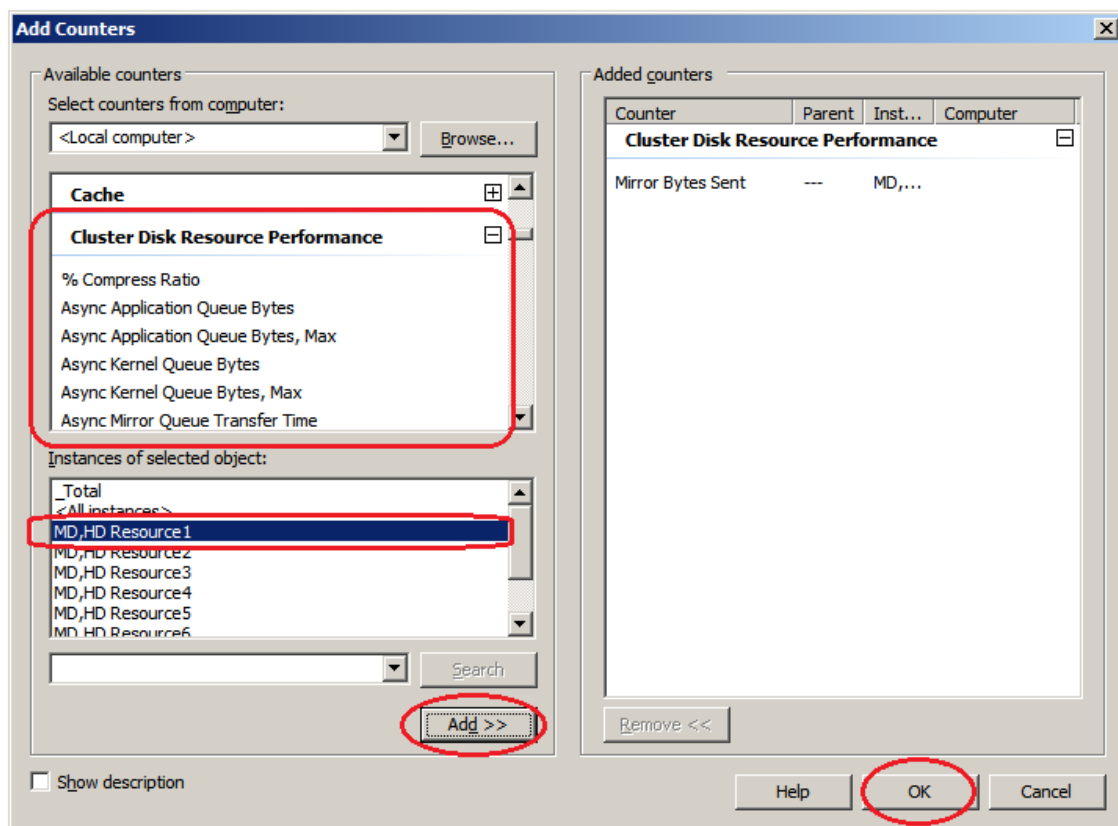 Add Counters
Available counters
Select counters from computer:
<Local computer>
Browse...
Cache
Cluster Disk Resource Performance
% Compress Ratio
Async Application Queue Bytes
Async Application Queue Bytes, Max
Async Kernel Queue Bytes
Async Kernel Queue Bytes, Max
Async Mirror Queue Transfer Time
Instances of selected object:
_Total
<All instances>
MD,HD Resource1
MD,HD Resource2
MD,HD Resource3
MD,HD Resource4
MD,HD Resource5
MD,HD Resource6
Search
Add >>
Show description
Added counters
Counter Parent Inst... Computer
Cluster Disk Resource Performance
Mirror Bytes Sent --- MD,...
Remove <<
Help OK Cancel